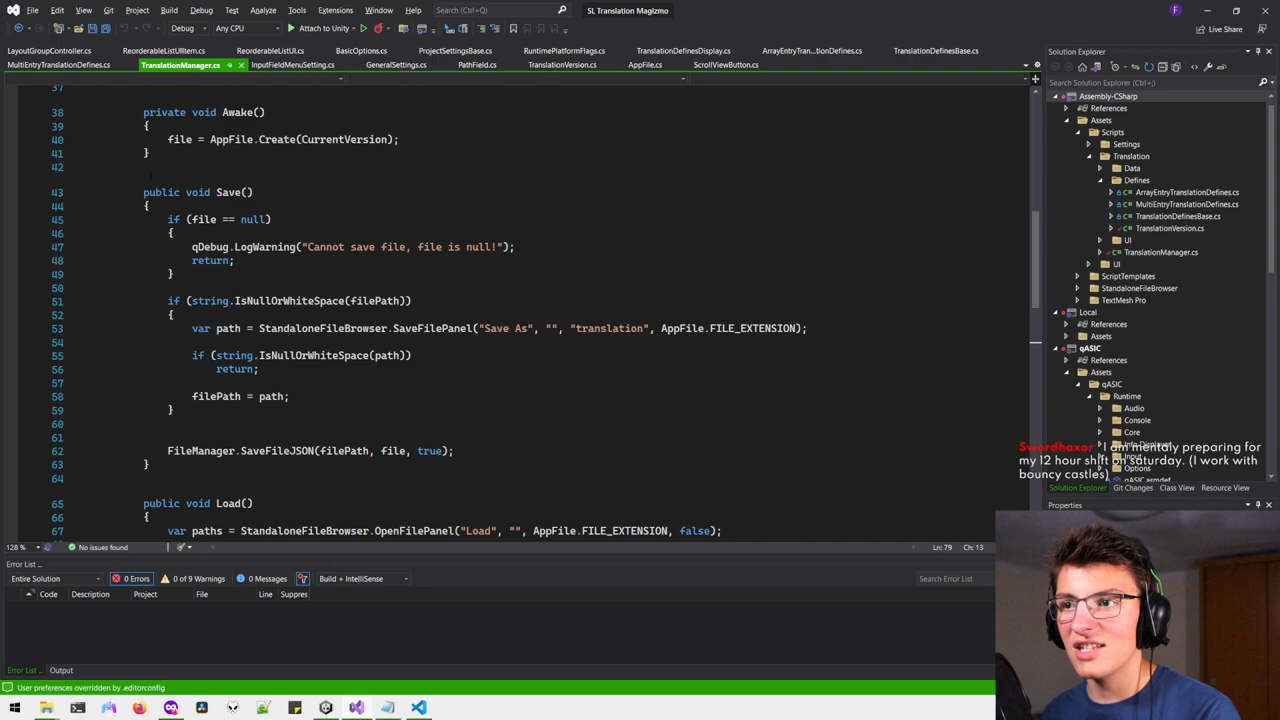 File Edit View Git Project Build Debug Test Analyze Tools Extensions Window Help Search (Ctrl+Q) SL Translation Magizmo F
Debug Any CPU Attach to Unity Live Share
LayoutGroupController.cs ReorderableListUIItem.cs ReorderableListUI.cs BasicOptions.cs ProjectSettingsBase.cs RuntimePlatformFlags.cs TranslationDefinesDisplay.cs ArrayEntryTran...tionDefines.cs TranslationDefinesBase.cs
MultiEntryTranslationDefines.cs TranslationManager.cs InputFieldMenuSetting.cs GeneralSettings.cs PathField.cs TranslationVersion.cs AppFile.cs ScrollViewButton.cs
37
38 private void Awake()
39 {
40 file = AppFile.Create(CurrentVersion);
41 }
42
43 public void Save()
44 {
45 if (file == null)
46 {
47 qDebug.LogWarning("Cannot save file, file is null!");
48 return;
49 }
50
51 if (string.IsNullOrWhiteSpace(filePath))
52 {
53 var path = StandaloneFileBrowser.SaveFilePanel("Save As", "", "translation", AppFile.FILE_EXTENSION);
54
55 if (string.IsNullOrWhiteSpace(path))
56 return;
57
58 filePath = path;
59 }
60
61
62 FileManager.SaveFileJSON(filePath, file, true);
63 }
64
65 public void Load()
66 {
67 var paths = StandaloneFileBrowser.OpenFilePanel("Load", "", AppFile.FILE_EXTENSION, false);
128 % No issues found Ln: 79 Ch: 13
Error List ...
Entire Solution 0 Errors 0 of 9 Warnings 0 Messages Build + IntelliSense Search Error List
Code Description Project File Line Suppres
Error List ... Output
User preferences overridden by .editorconfig
Solution Explorer
Search Solution Explorer (Ctrl+;)
Assembly-CSharp
References
Assets
Scripts
Settings
Translation
Data
Defines
ArrayEntryTranslationDefines.cs
MultiEntryTranslationDefines.cs
TranslationDefinesBase.cs
TranslationVersion.cs
UI
TranslationManager.cs
UI
ScriptTemplates
StandaloneFileBrowser
TextMesh Pro
Local
References
Assets
qASIC
References
Assets
qASIC
Runtime
Audio
Console
Core
Options
Swordhaxor I am mentaly preparing for
my 12 hour shift on saturday. (I work with
bouncy castles)
Solution Explorer Git Changes Class View Resource View
Properties